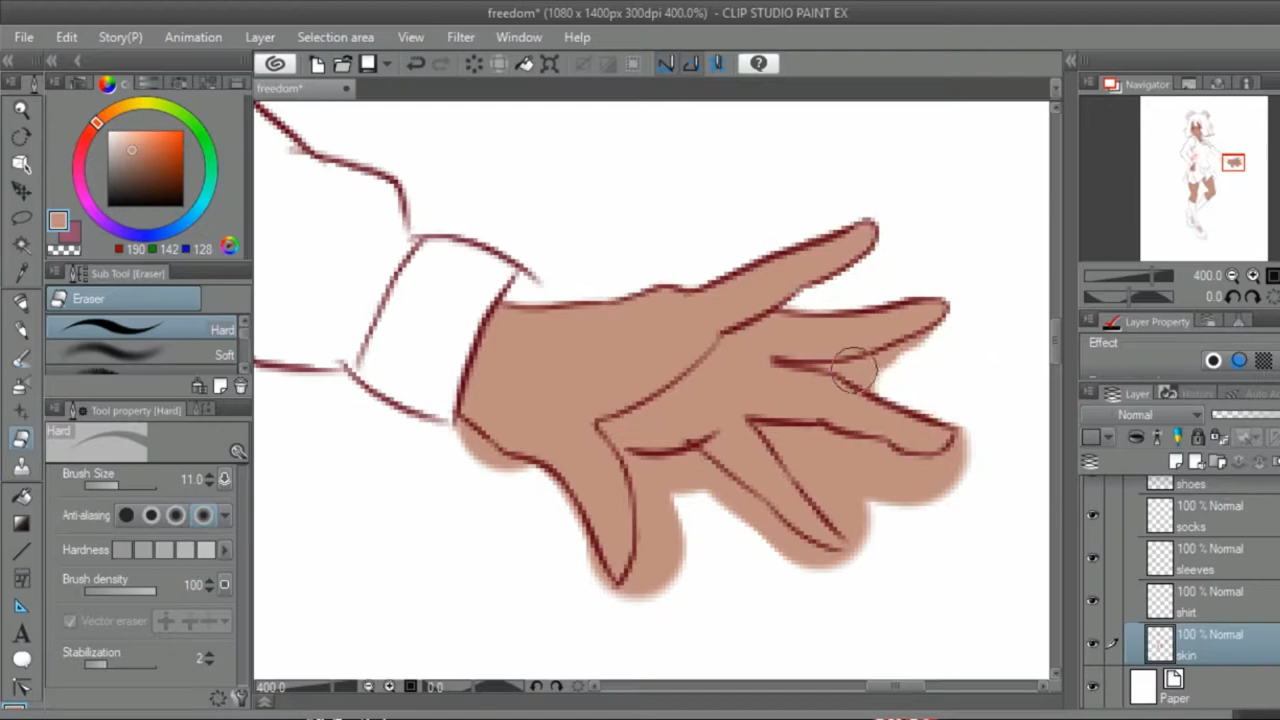 freedom* (1080 x 1400px 300dpi 400.0%) - CLIP STUDIO PAINT EX
File Edit Story(P) Animation Layer Selection area View Filter Window Help
freedom*
Navigator
190 142 128
Sub Tool [Eraser]
Eraser
Hard
Soft
Tool property [Hard]
Hard
Brush Size 11.0
Anti-aliasing
Hardness
Brush density 100
Vector eraser
Stabilization 2
400.0 0.0
400.0
0.0
Layer Property
Effect
Layer History Auto A
Normal
shoes
100 % Normal
socks
100 % Normal
sleeves
100 % Normal
shirt
100 % Normal
skin
Paper